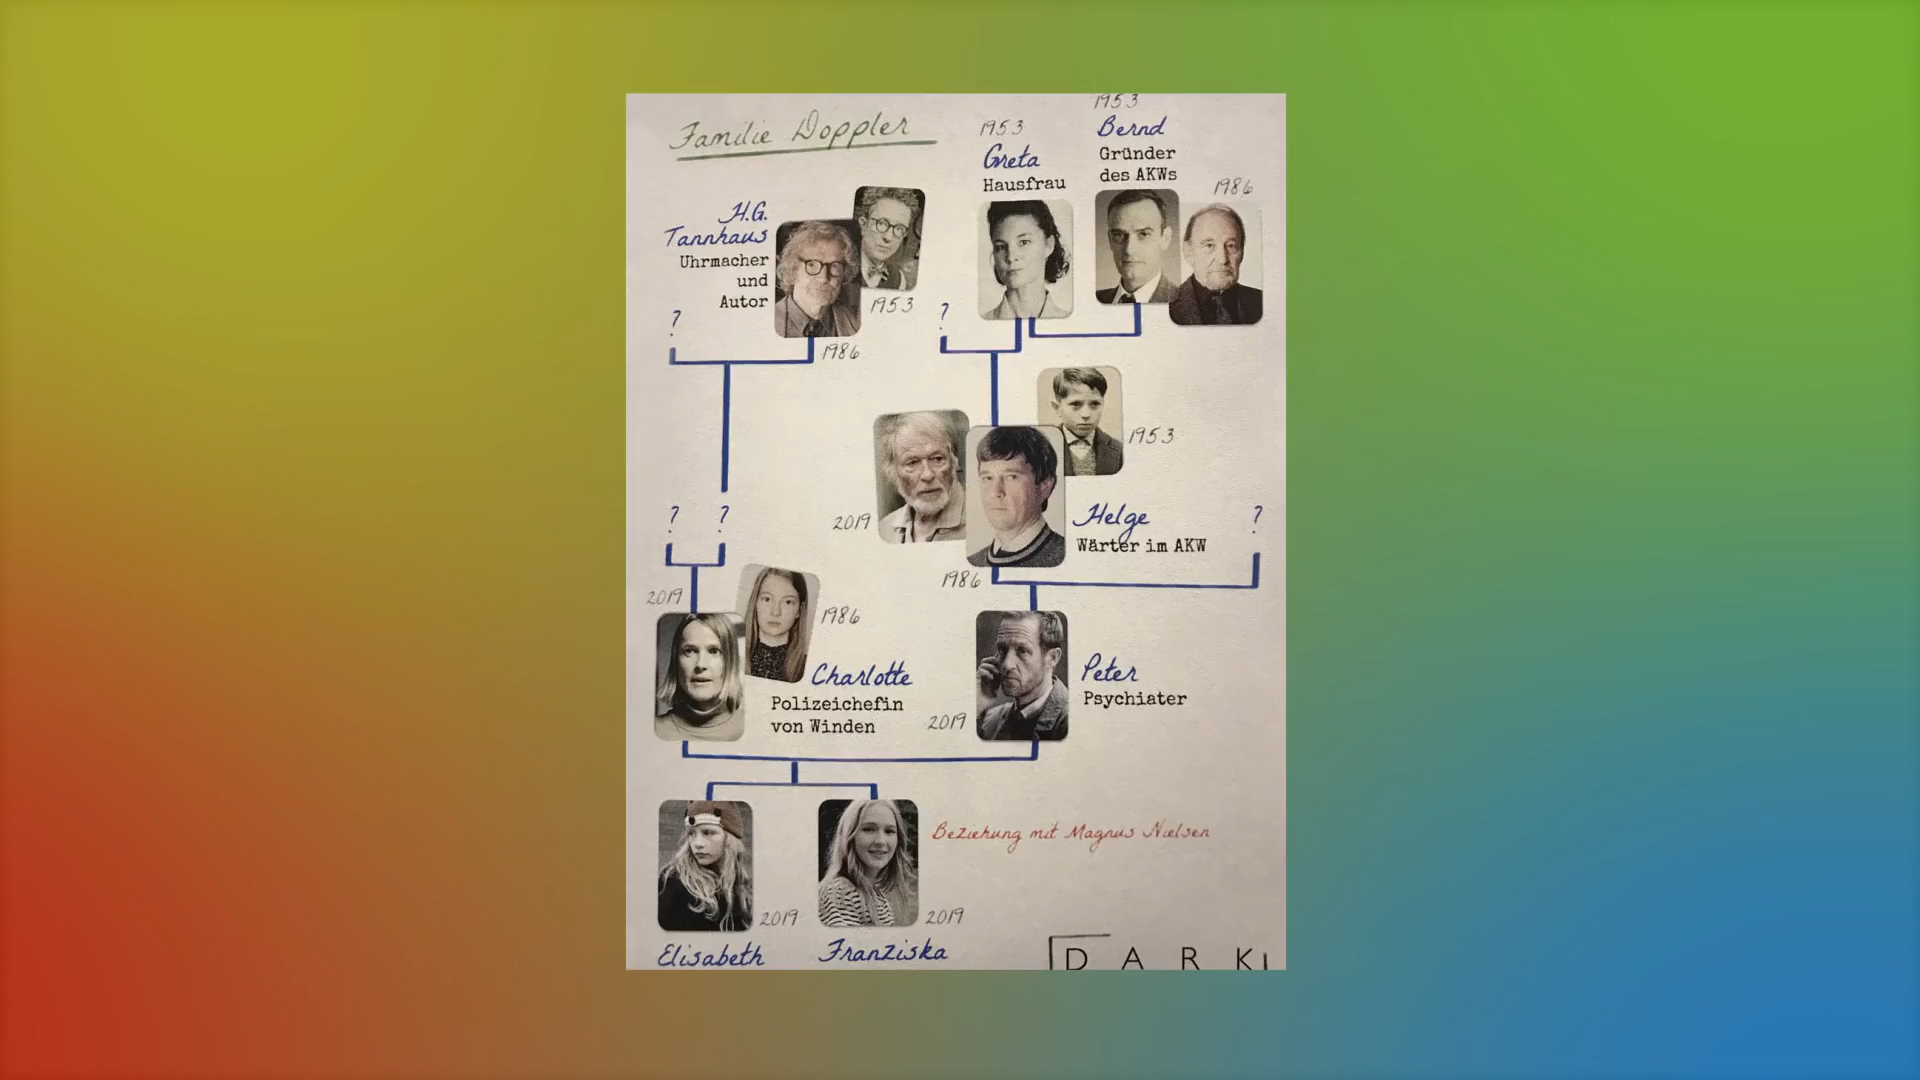 Familie Doppler
1953
Greta
Hausfrau
1953
Bernd
Gründer
des AKWs
1986
H.G.
Tannhaus
Uhrmacher
und
Autor
1953
1986
?
?
1953
2019
Helge
Wärter im AKW
1986
?
?
?
2019
1986
Charlotte
Polizeichefin
von Winden
Peter
Psychiater
2019
Beziehung mit Magnus Nielsen
2019
Elisabeth
2019
Franziska
DARK